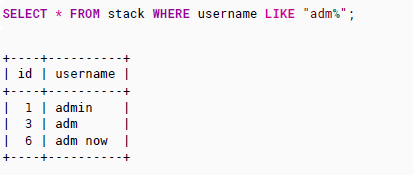 SELECT * FROM stack WHERE username LIKE "adm%";
+----+----------+
| id | username |
+----+----------+
|  1 | admin    |
|  3 | adm      |
|  6 | adm now  |
+----+----------+